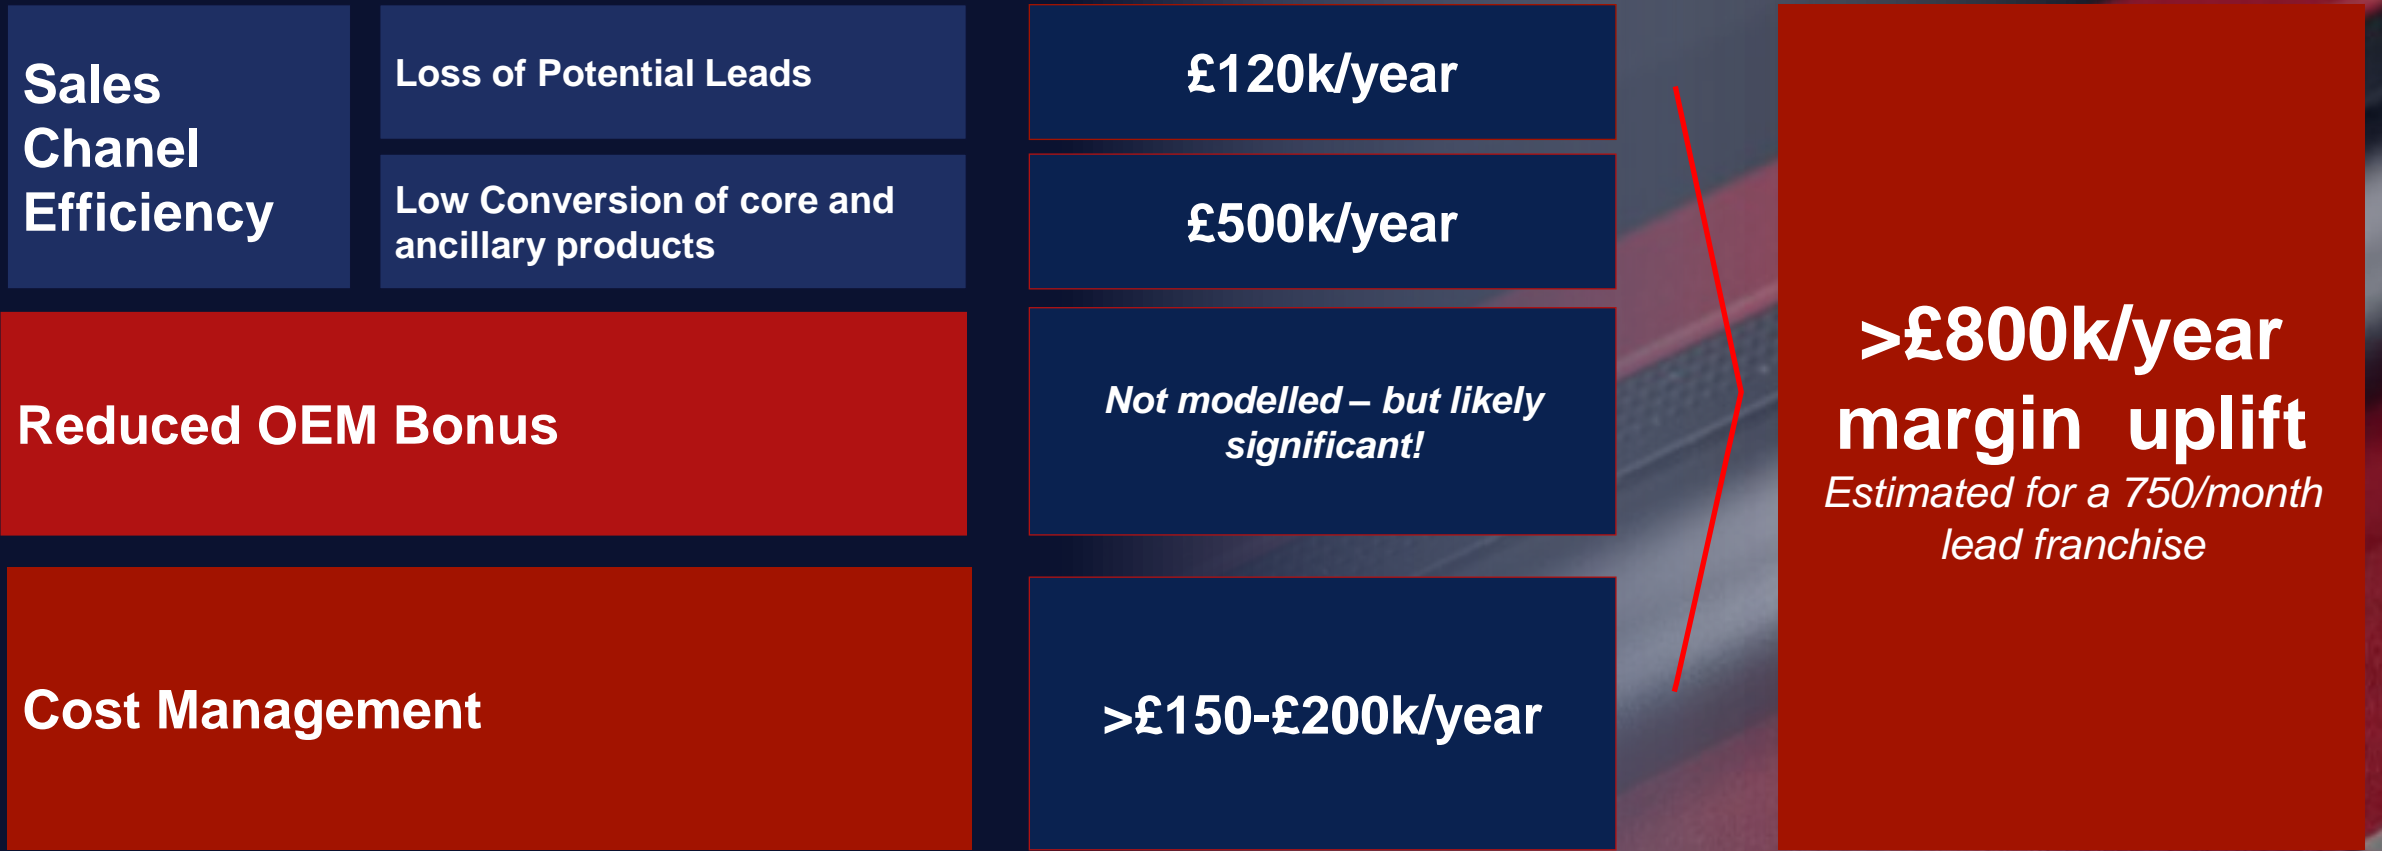 Sales
Chanel
Efficiency
Loss of Potential Leads
£120k/year
Low Conversion of core and
ancillary products
£500k/year
Reduced OEM Bonus
Not modelled – but likely
significant!
Cost Management
>£150-£200k/year
>£800k/year
margin uplift
Estimated for a 750/month
lead franchise